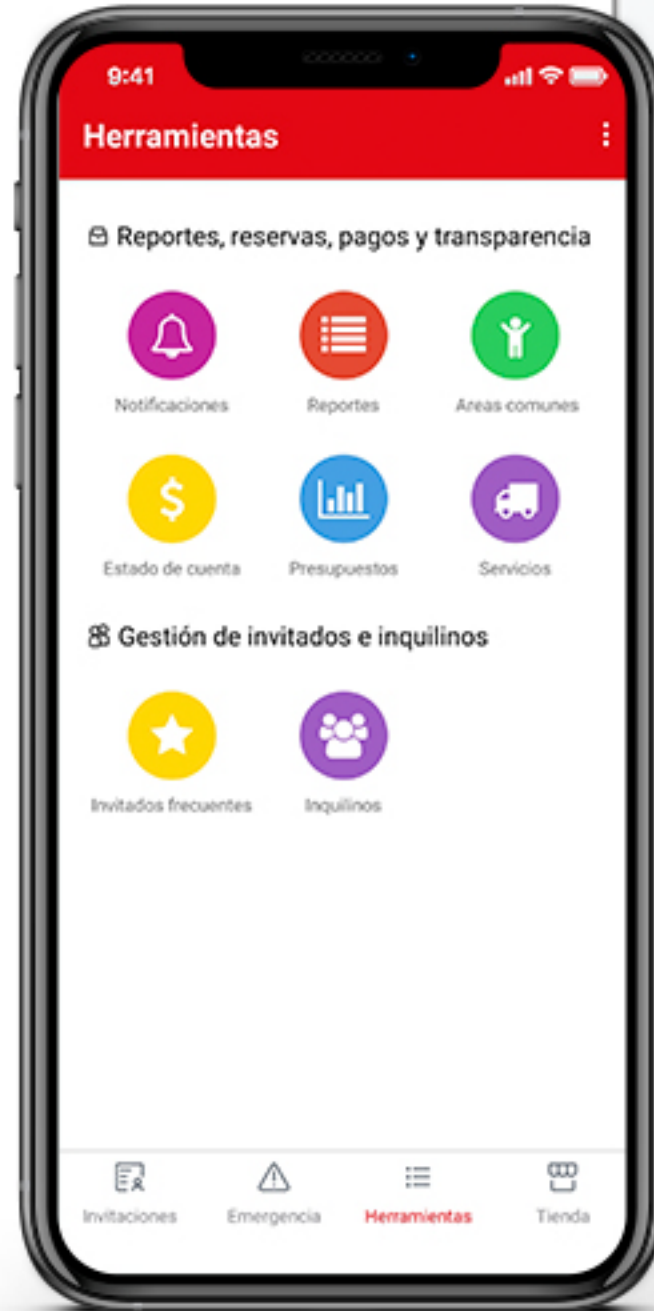 9:41
Herramientas
Reportes, reservas, pagos y transparencia
Notificaciones
Reportes
Areas comunes
Estado de cuenta
Presupuestos
Servicios
Gestión de invitados e inquilinos
Invitados frecuentes
Inquilinos
Invitaciones
Emergencia
Herramientas
Tienda